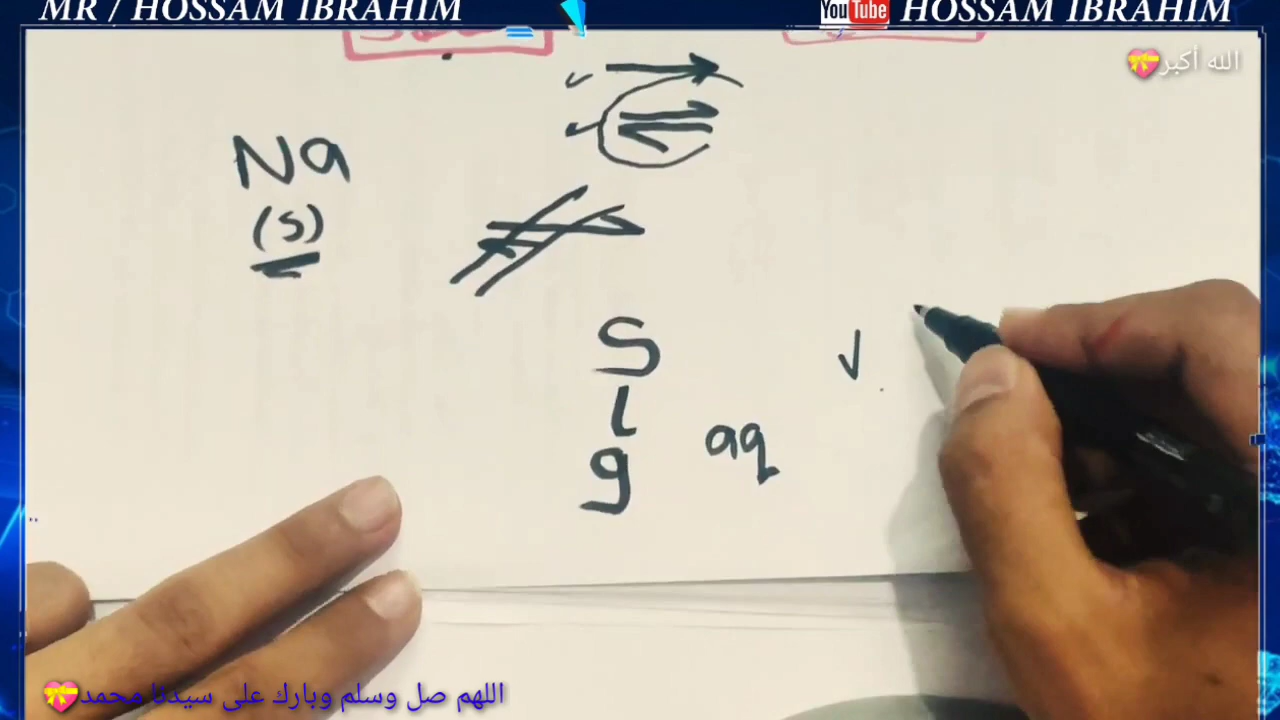 MR / HOSSAM IBRAHIM
YouTube HOSSAM IBRAHIM
الله أكبر
Na
(s)
S
l
g aq
اللهم صل وسلم وبارك على سيدنا محمد